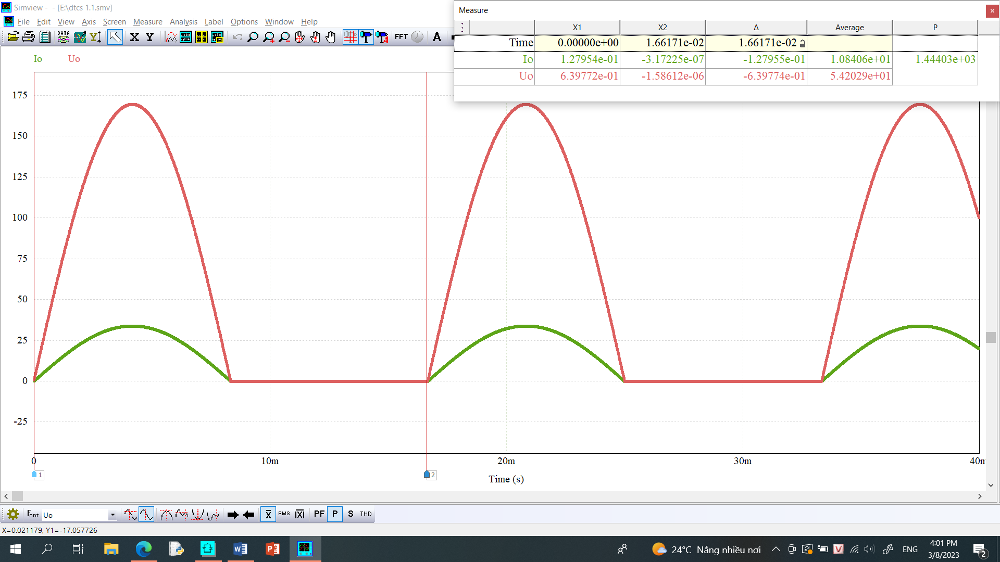 Simview - - [E:\dtcs 1.1.smv]
File Edit View Axis Screen Measure Analysis Label Options Window Help
DATA X Y FFT A
Measure
X1 X2 Δ Average P
Time 0.00000e+00 1.66171e-02 1.66171e-02
Io 1.27954e-01 -3.17225e-07 -1.27955e-01 1.08406e+01 1.44403e+03
Uo 6.39772e-01 -1.58612e-06 -6.39774e-01 5.42029e+01
Io Uo
175
150
125
100
75
50
25
0
-25
0 10m 20m 30m 40m
1 2
Time (s)
Font Uo x RMS |x| PF P S THD
X=0.021179, Y1=-17.057726
24°C Nắng nhiều nơi ENG 4:01 PM
3/8/2023 2